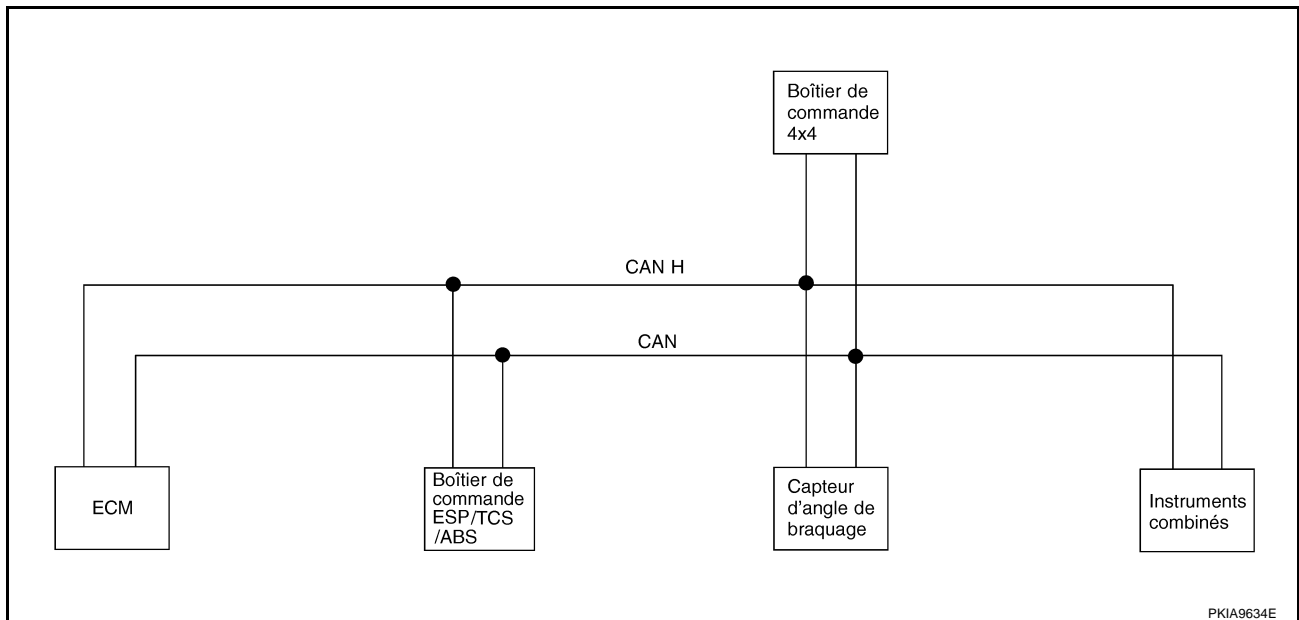 Boîtier de
commande
4x4
CAN H
CAN
ECM
Boîtier de
commande
ESP/TCS
/ABS
Capteur
d'angle de
braquage
Instruments
combinés
PKIA9634E